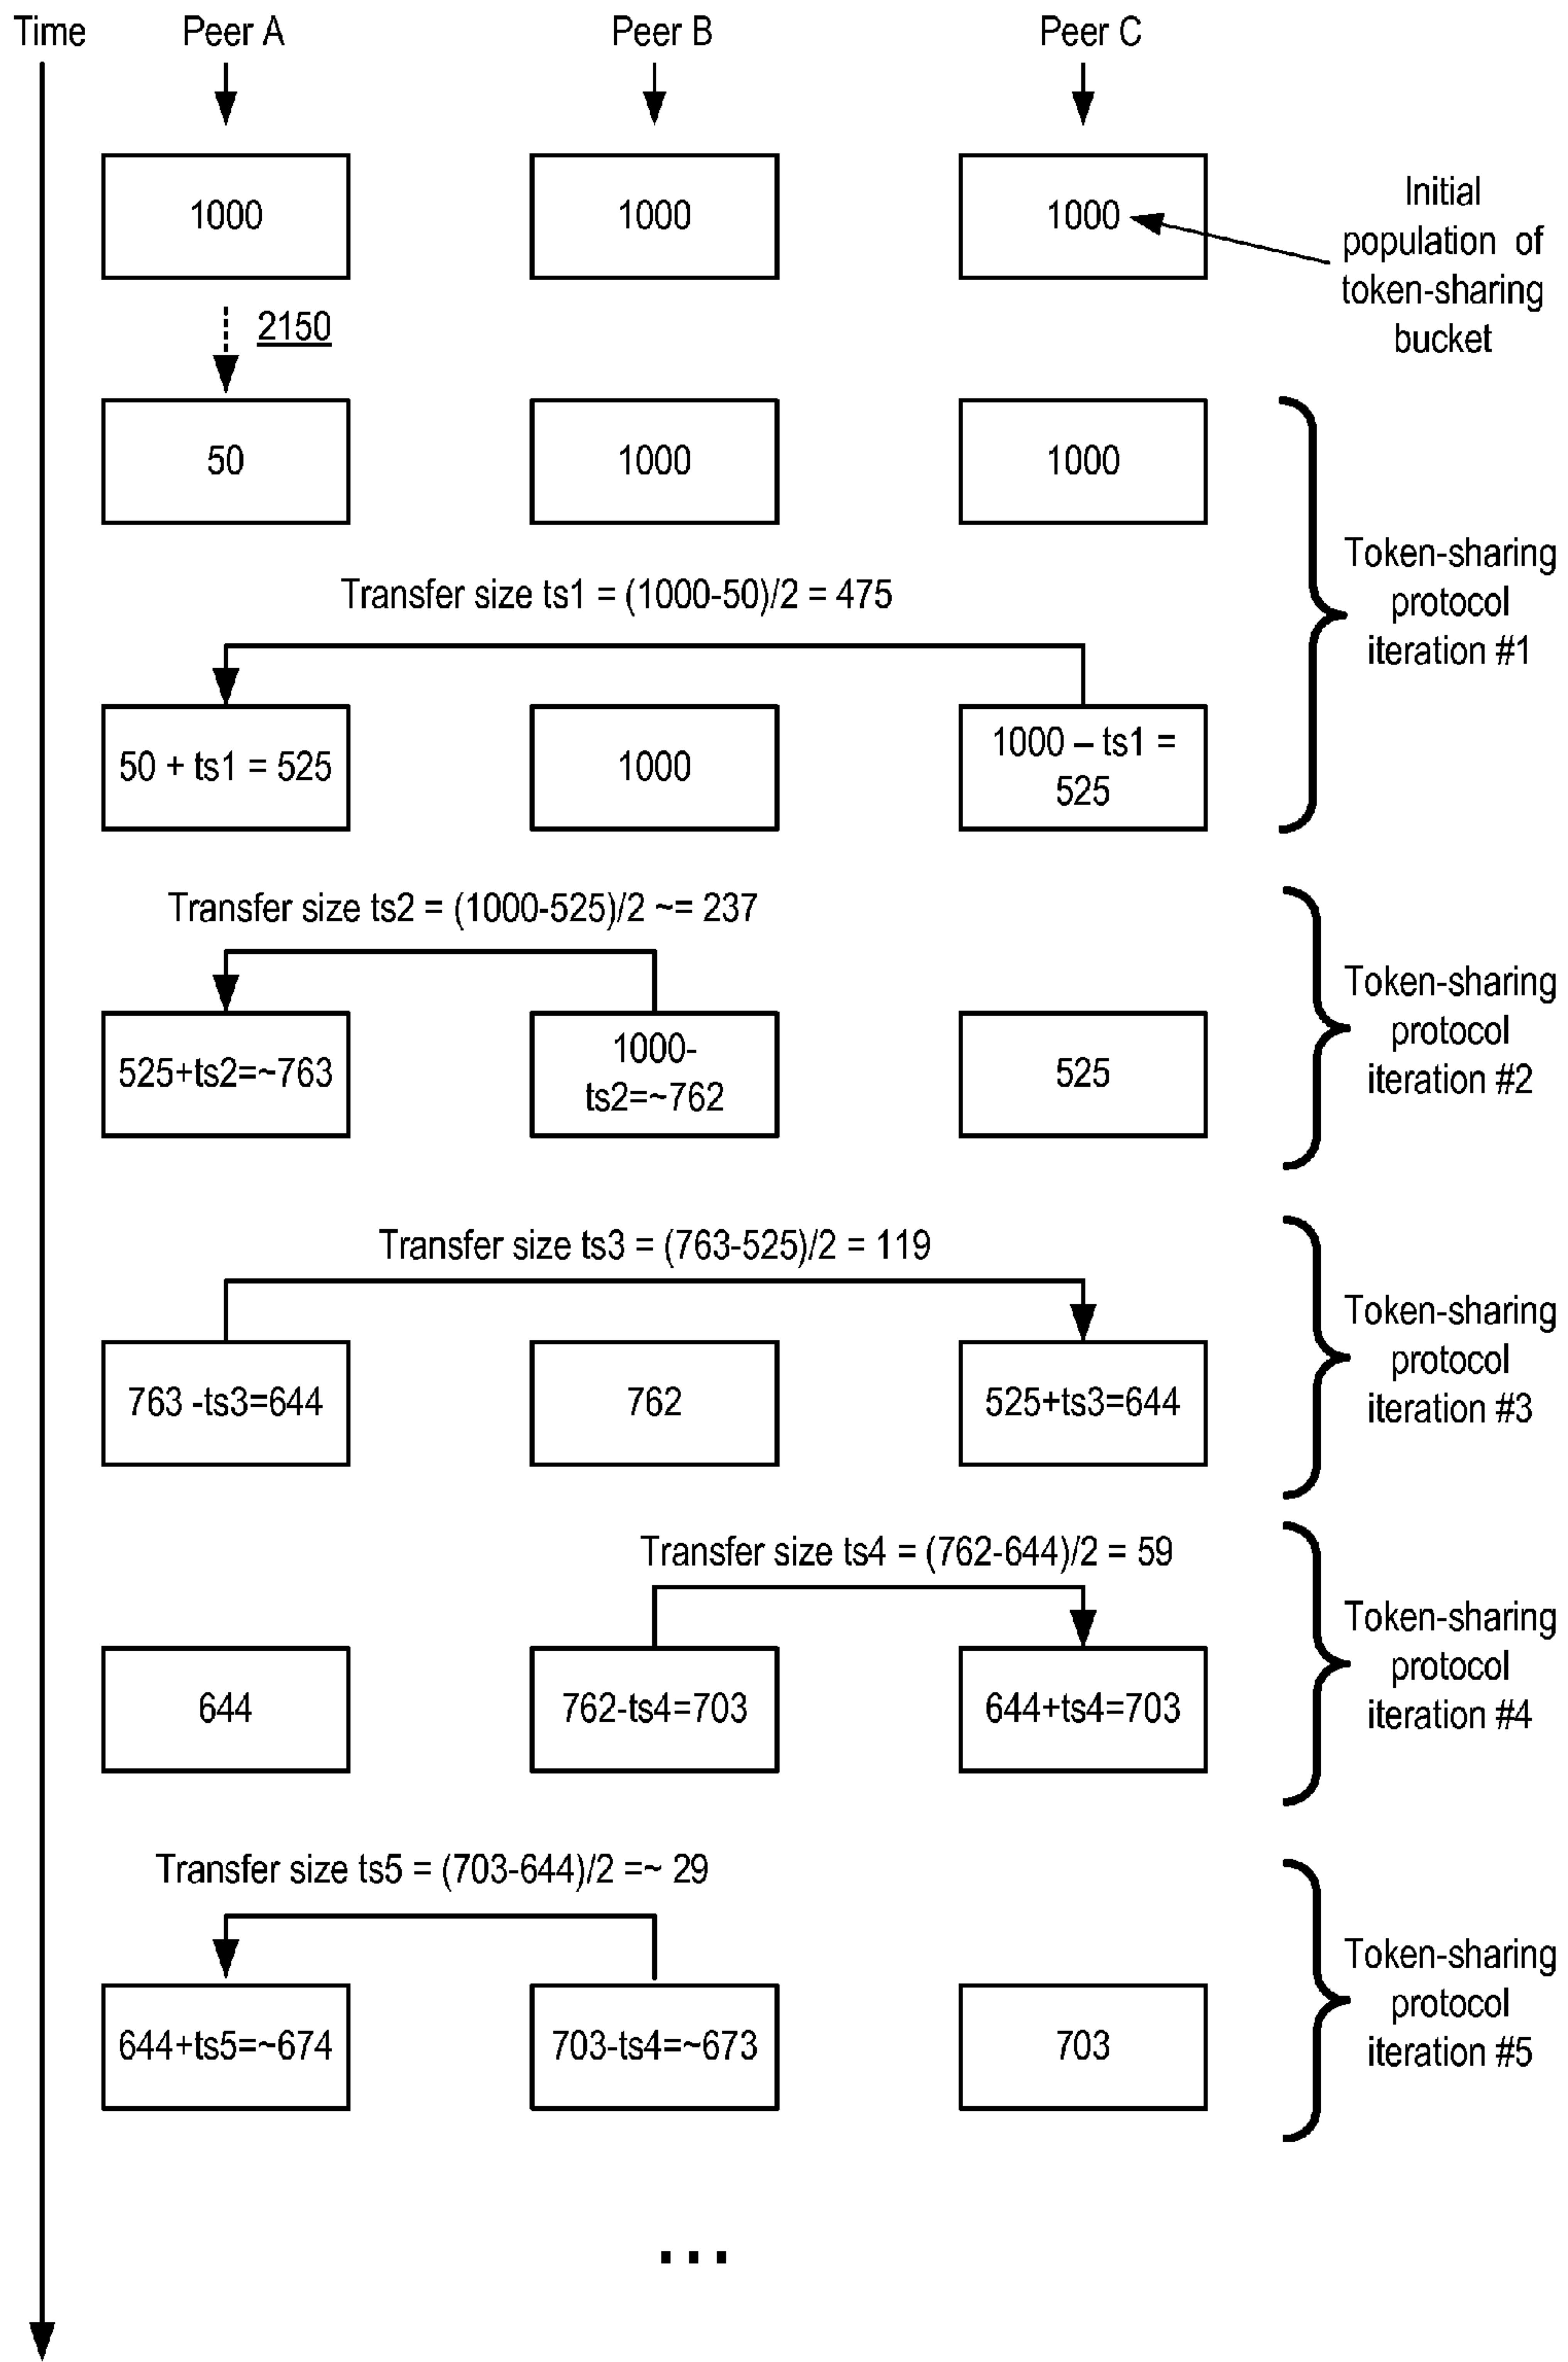 Time
Peer A
Peer B
Peer C
1000
1000
1000
Initial
population of
token-sharing
bucket
2150
50
1000
1000
Token-sharing
protocol
iteration #1
Transfer size ts1 = (1000-50)/2 = 475
50 + ts1 = 525
1000
1000 – ts1 =
525
Transfer size ts2 = (1000-525)/2 ~= 237
Token-sharing
protocol
iteration #2
525+ts2=~763
1000-
ts2=~762
525
Transfer size ts3 = (763-525)/2 = 119
Token-sharing
protocol
iteration #3
763 -ts3=644
762
525+ts3=644
Transfer size ts4 = (762-644)/2 = 59
Token-sharing
protocol
iteration #4
644
762-ts4=703
644+ts4=703
Transfer size ts5 = (703-644)/2 =~ 29
Token-sharing
protocol
iteration #5
644+ts5=~674
703-ts4=~673
703
...